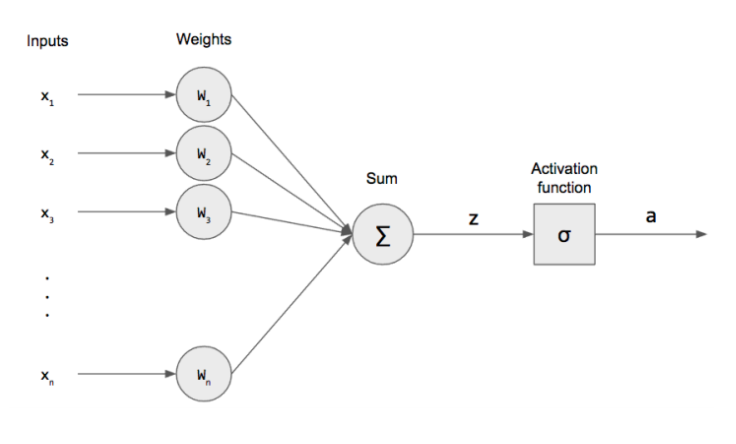 Inputs
Weights
x₁
W₁
x₂
W₂
Activation
function
Sum
x₃
W₃
Σ
z
σ
a
.
.
.
xₙ
Wₙ